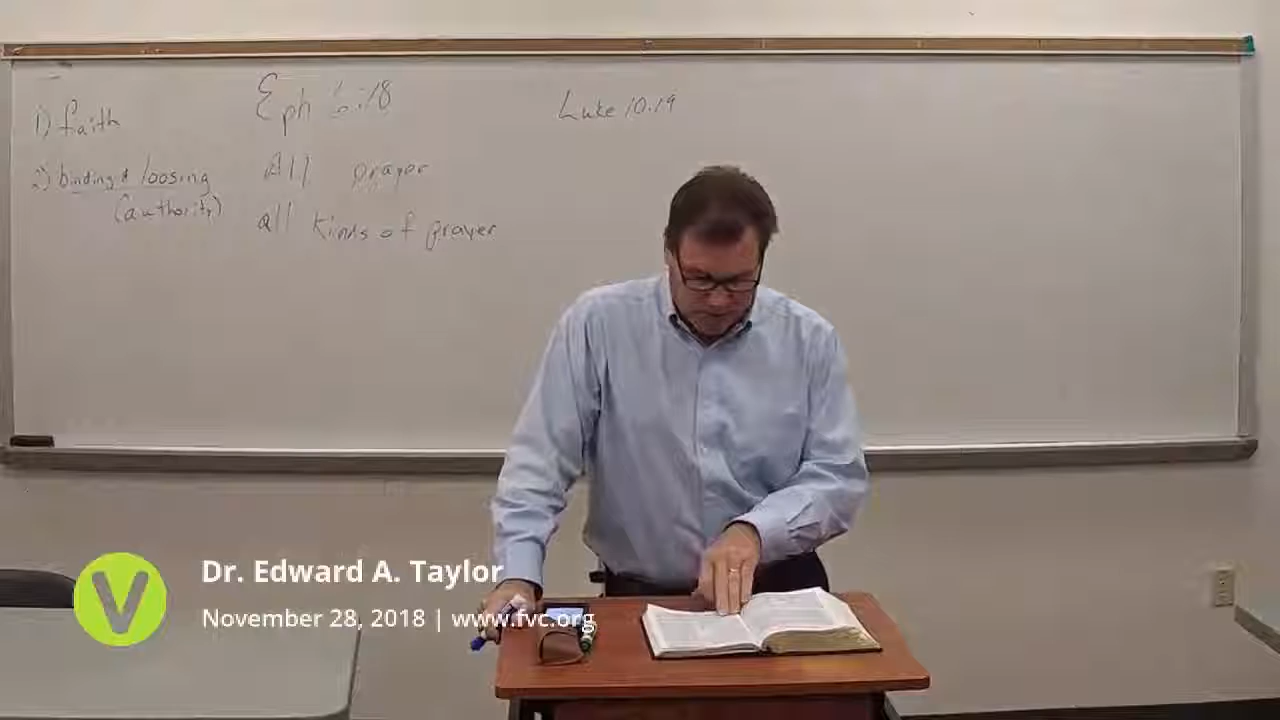 1) faith
2) binding & loosing
(authority)
Eph 6:18
All prayer
all kinds of prayer
Luke 10:19
V
Dr. Edward A. Taylor
November 28, 2018 | www.fvc.org